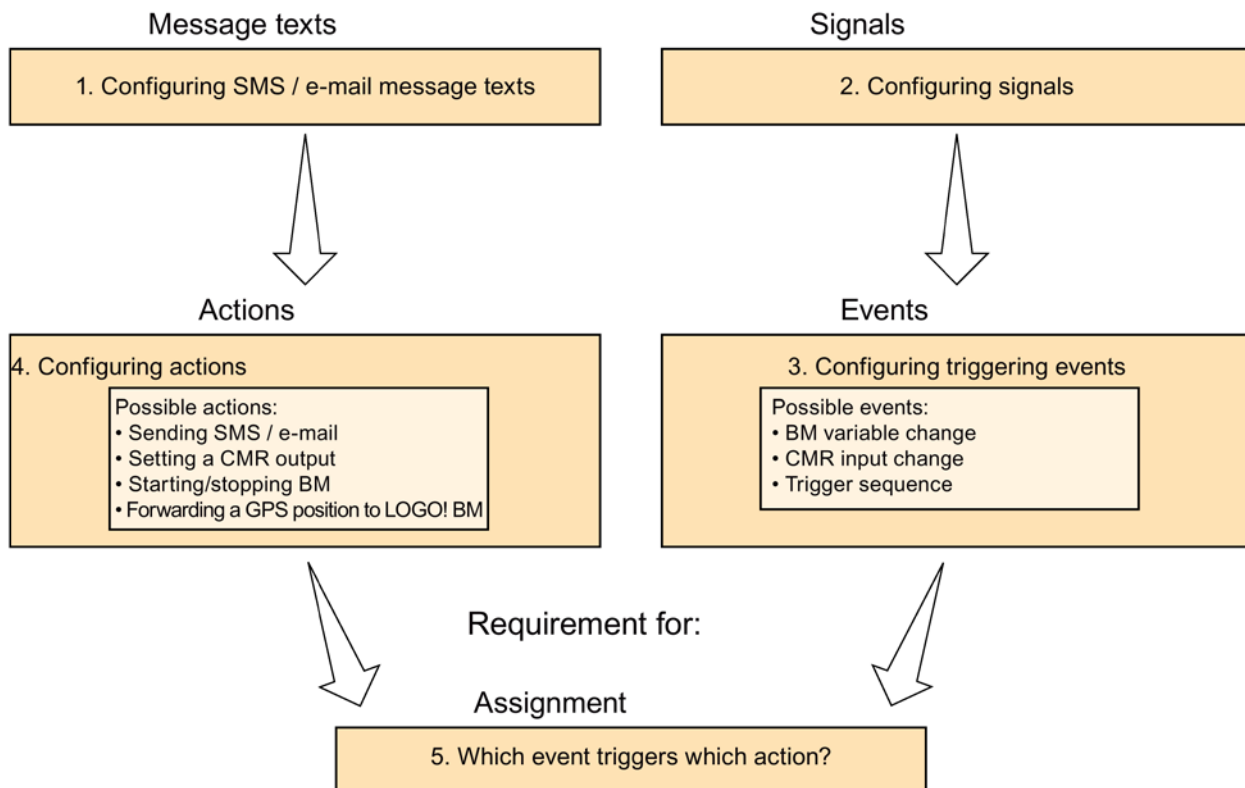 Message texts
1. Configuring SMS / e-mail message texts
Signals
2. Configuring signals
Actions
4. Configuring actions
Possible actions:
• Sending SMS / e-mail
• Setting a CMR output
• Starting/stopping BM
• Forwarding a GPS position to LOGO! BM
Events
3. Configuring triggering events
Possible events:
• BM variable change
• CMR input change
• Trigger sequence
Requirement for:
Assignment
5. Which event triggers which action?